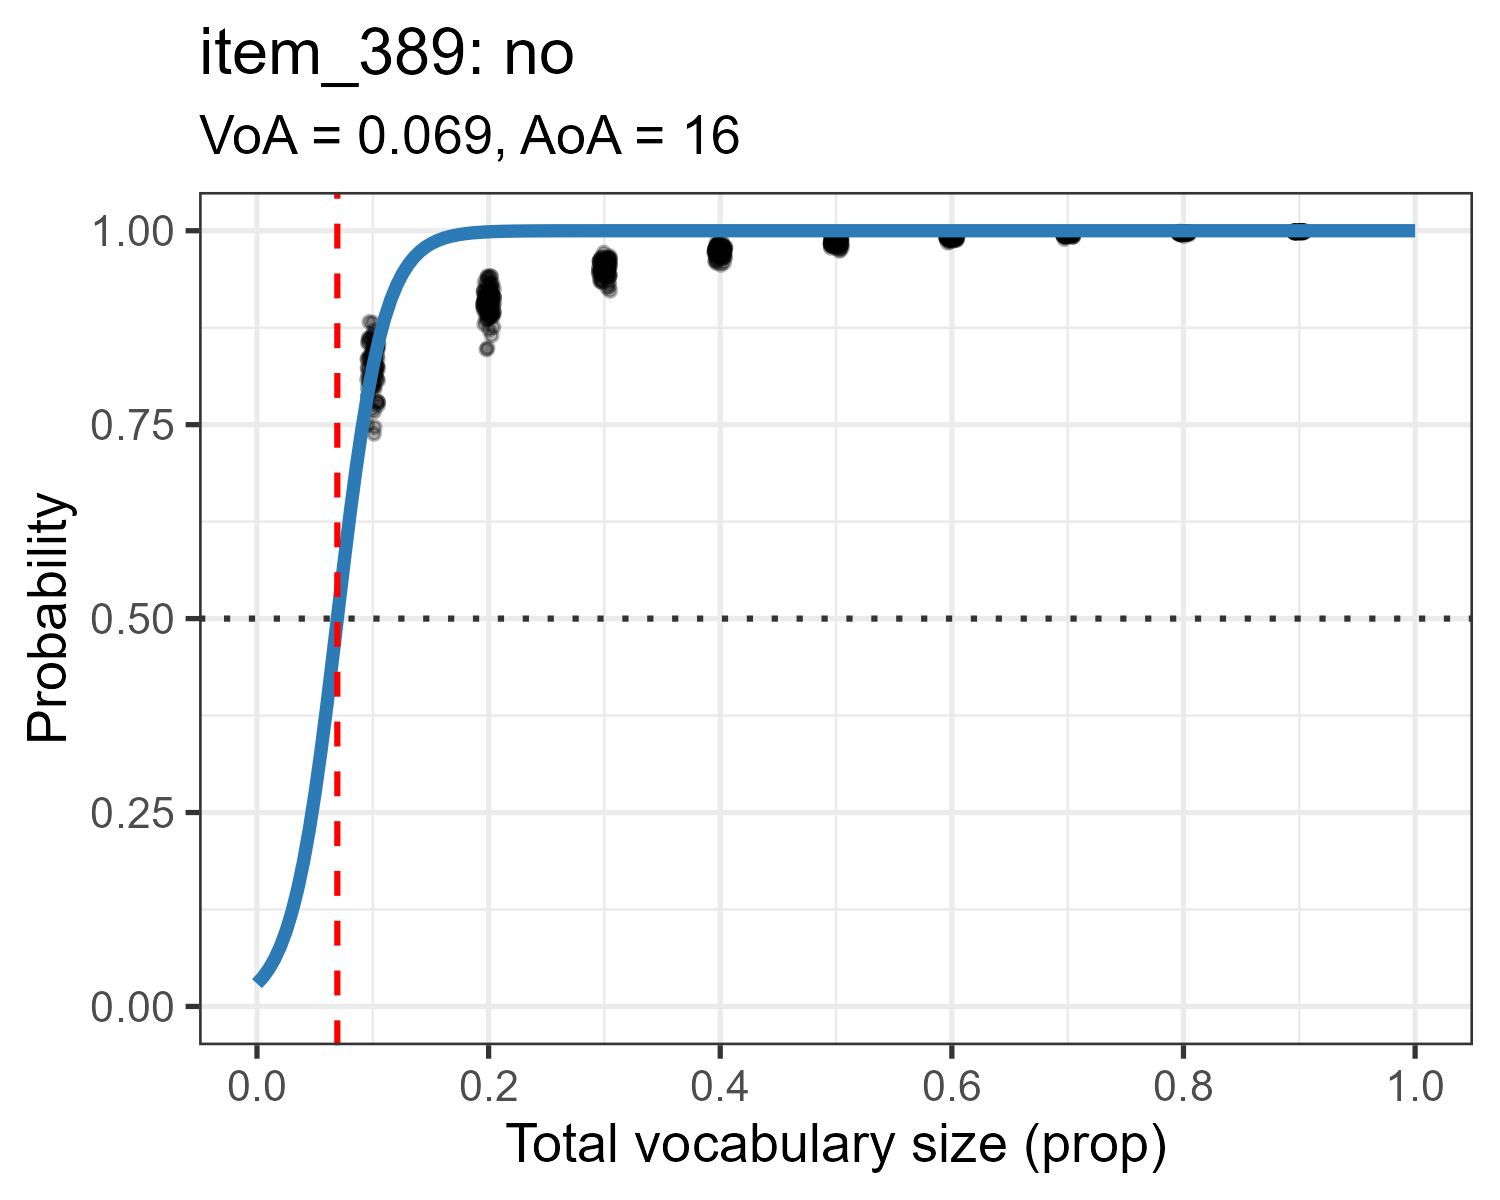 item_389: no
VoA = 0.069, AoA = 16
1.00
0.75
0.50
0.25
0.00
Probability
0.0 0.2 0.4 0.6 0.8 1.0
Total vocabulary size (prop)